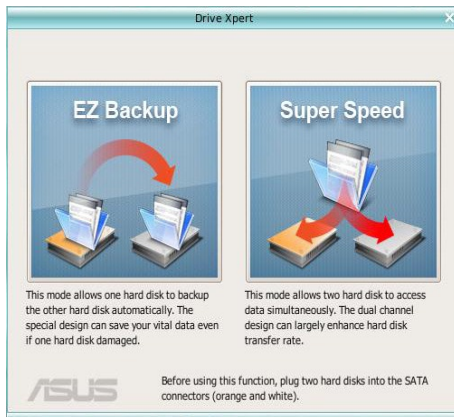 Drive Xpert
EZ Backup
Super Speed
This mode allows one hard disk to backup
the other hard disk automatically. The
special design can save your vital data even
if one hard disk damaged.
This mode allows two hard disk to access
data simultaneously. The dual channel
design can largely enhance hard disk
transfer rate.
ASUS
Before using this function, plug two hard disks into the SATA
connectors (orange and white).